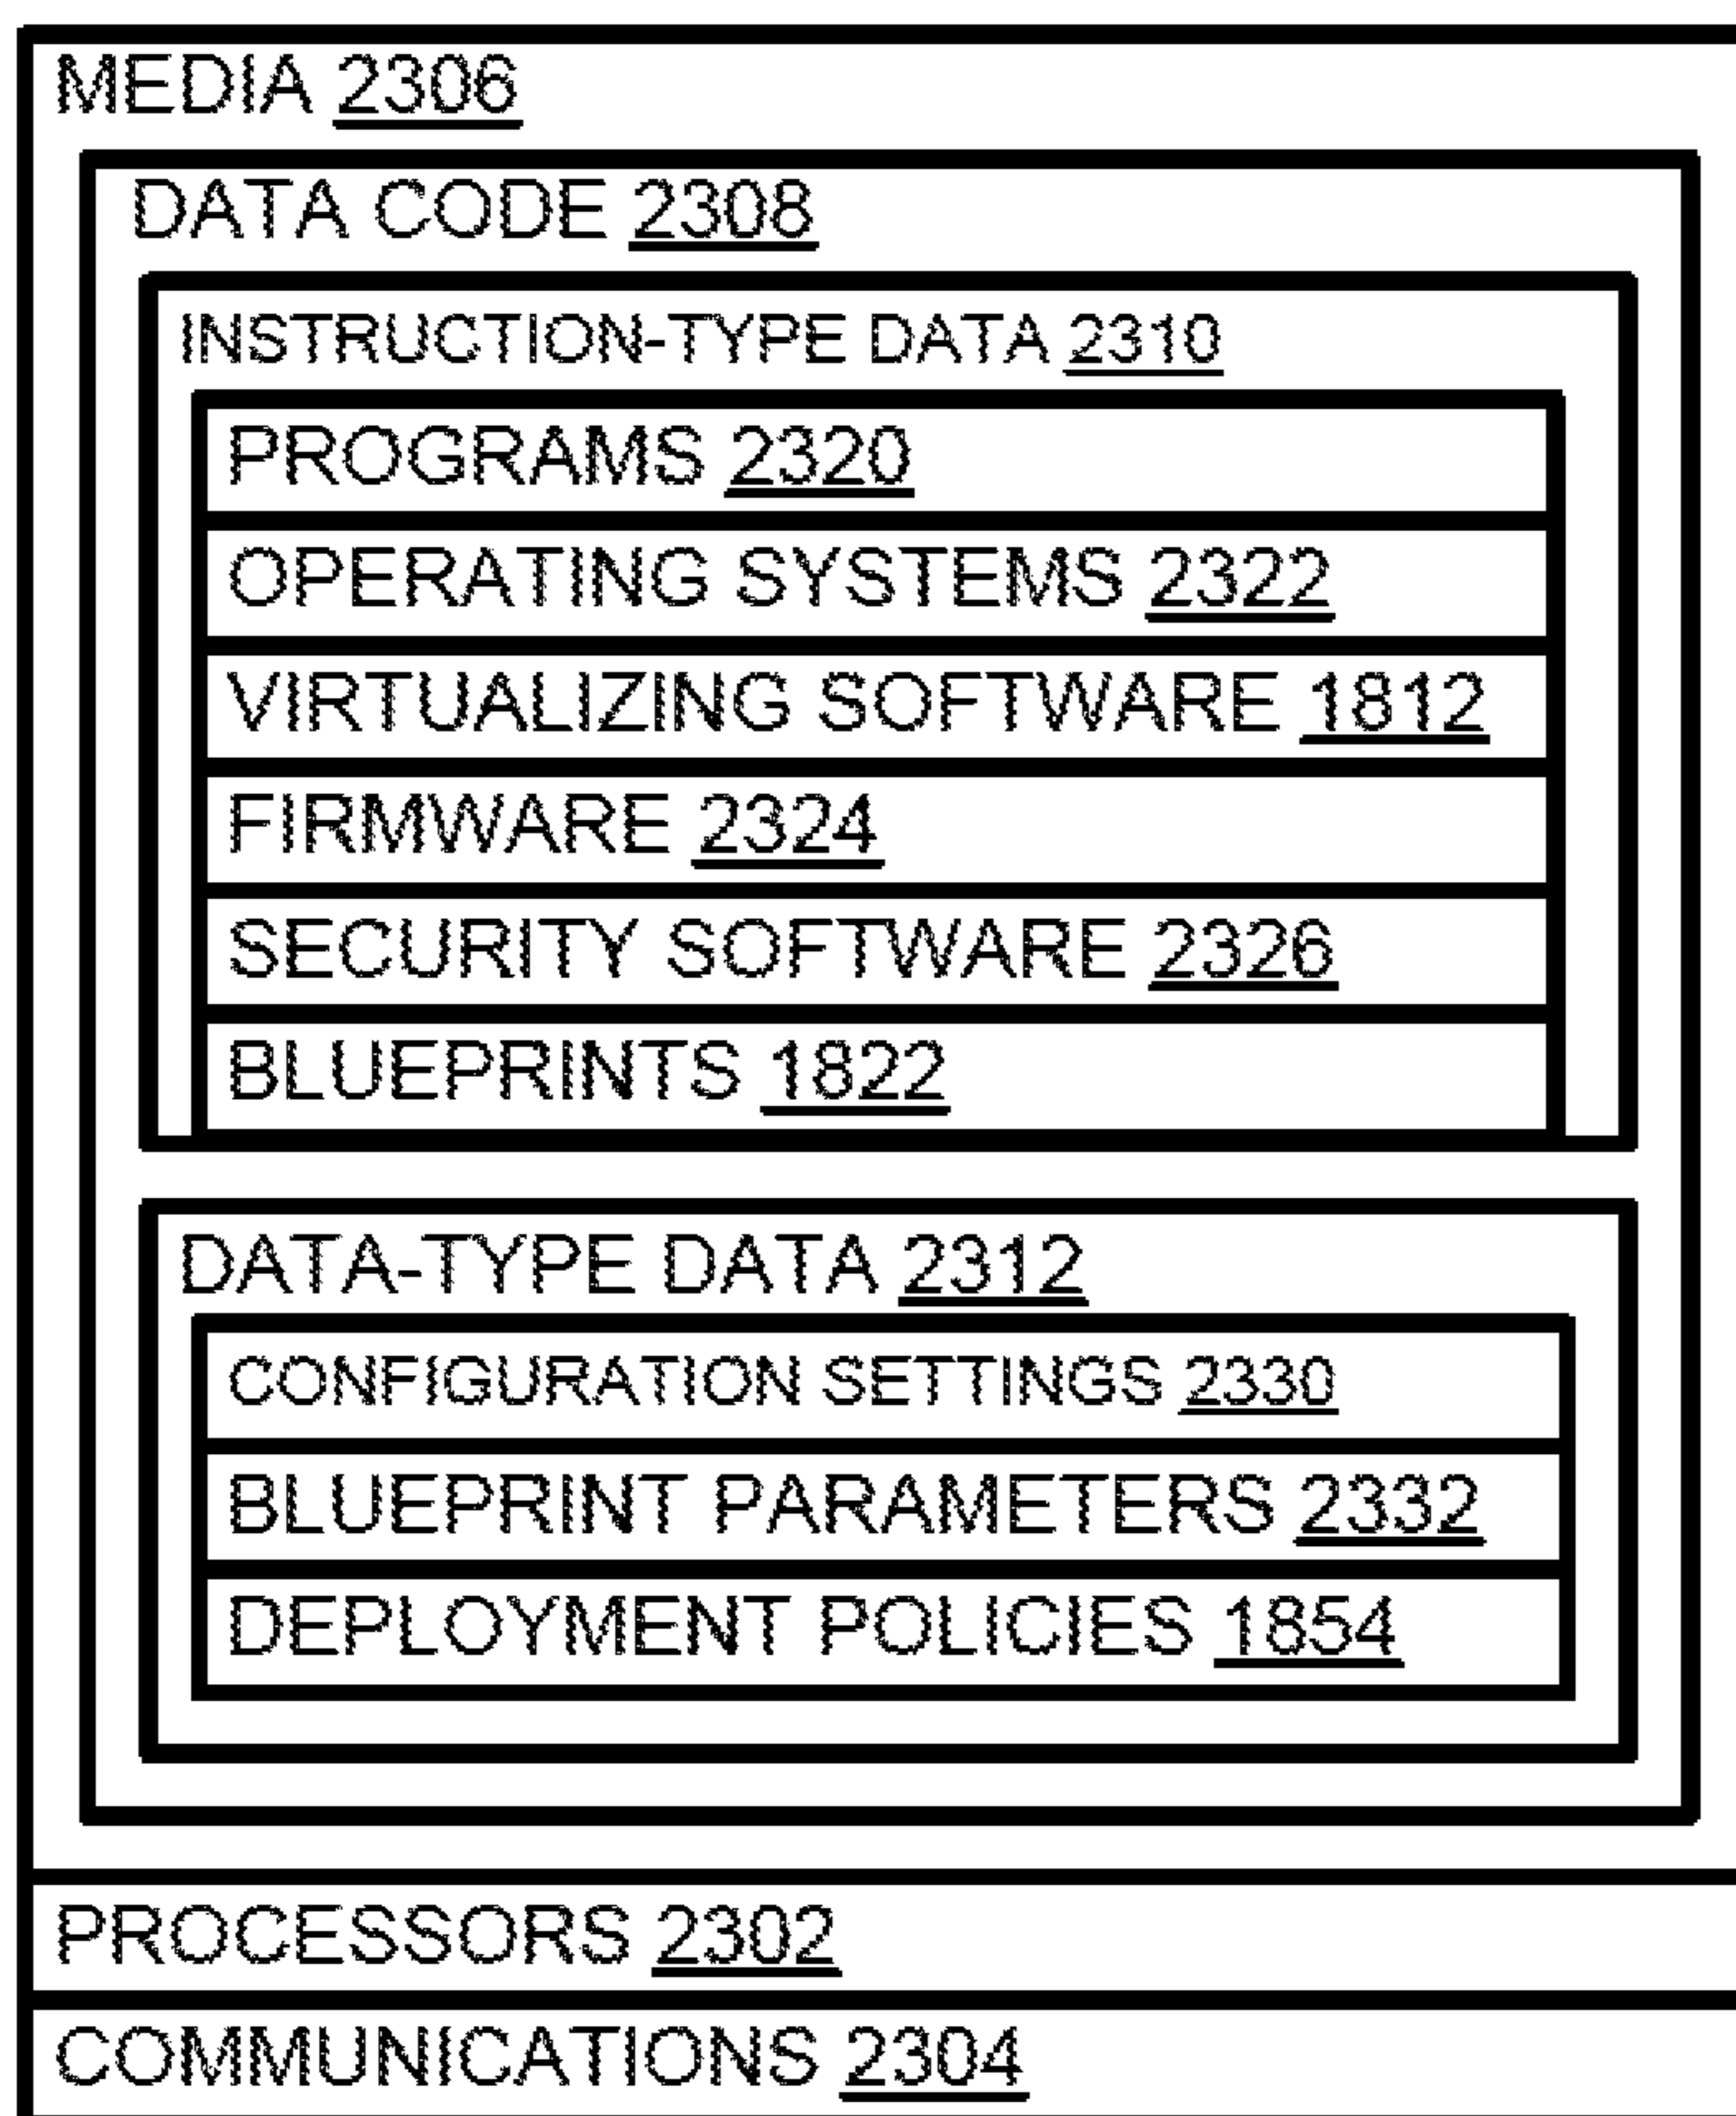 MEDIA 2306
DATA CODE 2308
INSTRUCTION-TYPE DATA 2310
PROGRAMS 2320
OPERATING SYSTEMS 2322
VIRTUALIZING SOFTWARE 1812
FIRMWARE 2324
SECURITY SOFTWARE 2326
BLUEPRINTS 1822
DATA-TYPE DATA 2312
CONFIGURATION SETTINGS 2330
BLUEPRINT PARAMETERS 2332
DEPLOYMENT POLICIES 1854
PROCESSORS 2302
COMMUNICATIONS 2304